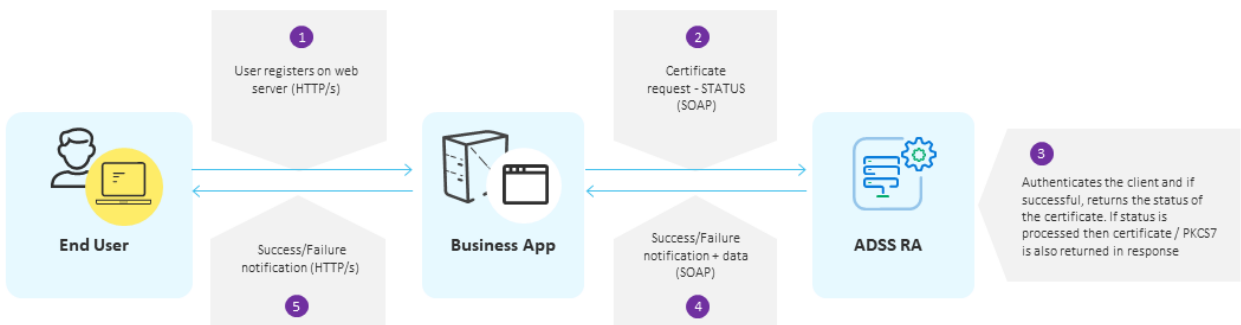 1
User registers on web
server (HTTP/s)
2
Certificate
request - STATUS
(SOAP)
3
Authenticates the client and if
successful, returns the status of
the certificate. If status is
processed then certificate / PKCS7
is also returned in response
End User
Business App
ADSS RA
Success/Failure
notification + data
(SOAP)
4
Success/Failure
notification (HTTP/s)
5